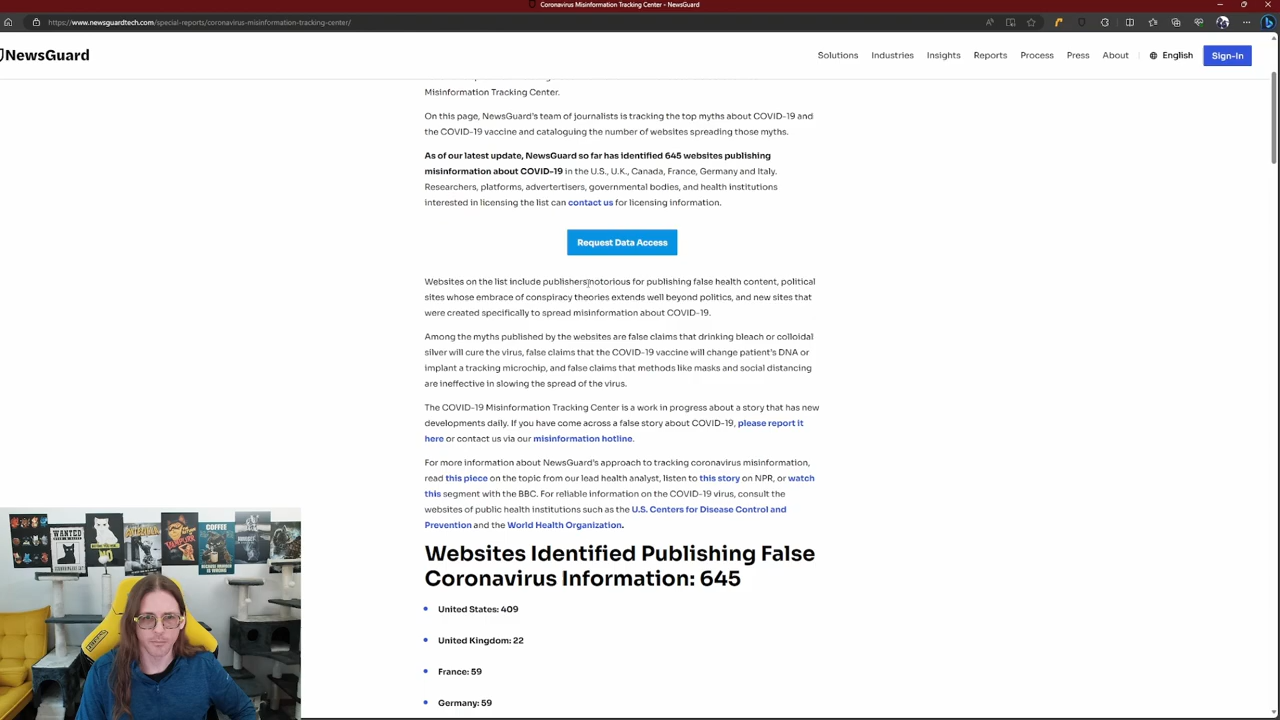 Coronavirus Misinformation Tracking Center - NewsGuard
https://www.newsguardtech.com/special-reports/coronavirus-misinformation-tracking-center/
NewsGuard
Solutions Industries Insights Reports Process Press About English Sign-In
Misinformation Tracking Center.
On this page, NewsGuard's team of journalists is tracking the top myths about COVID-19 and
the COVID-19 vaccine and cataloguing the number of websites spreading those myths.
As of our latest update, NewsGuard so far has identified 645 websites publishing
misinformation about COVID-19 in the U.S., U.K., Canada, France, Germany and Italy.
Researchers, platforms, advertertisers, governmental bodies, and health institutions
interested in licensing the list can contact us for licensing information.
Request Data Access
Websites on the list include publishers notorious for publishing false health content, political
sites whose embrace of conspiracy theories extends well beyond politics, and new sites that
were created specifically to spread misinformation about COVID-19.
Among the myths published by the websites are false claims that drinking bleach or colloidal
silver will cure the virus, false claims that the COVID-19 vaccine will change patient's DNA or
implant a tracking microchip, and false claims that methods like masks and social distancing
are ineffective in slowing the spread of the virus.
The COVID-19 Misinformation Tracking Center is a work in progress about a story that has new
developments daily. If you have come across a false story about COVID-19, please report it
here or contact us via our misinformation hotline.
For more information about NewsGuard's approach to tracking coronavirus misinformation,
read this piece on the topic from our lead health analyst, listen to this story on NPR, or watch
this segment with the BBC. For reliable information on the COVID-19 virus, consult the
websites of public health institutions such as the U.S. Centers for Disease Control and
Prevention and the World Health Organization.
Websites Identified Publishing False
Coronavirus Information: 645
United States: 409
United Kingdom: 22
France: 59
Germany: 59
WANTED
COFFEE